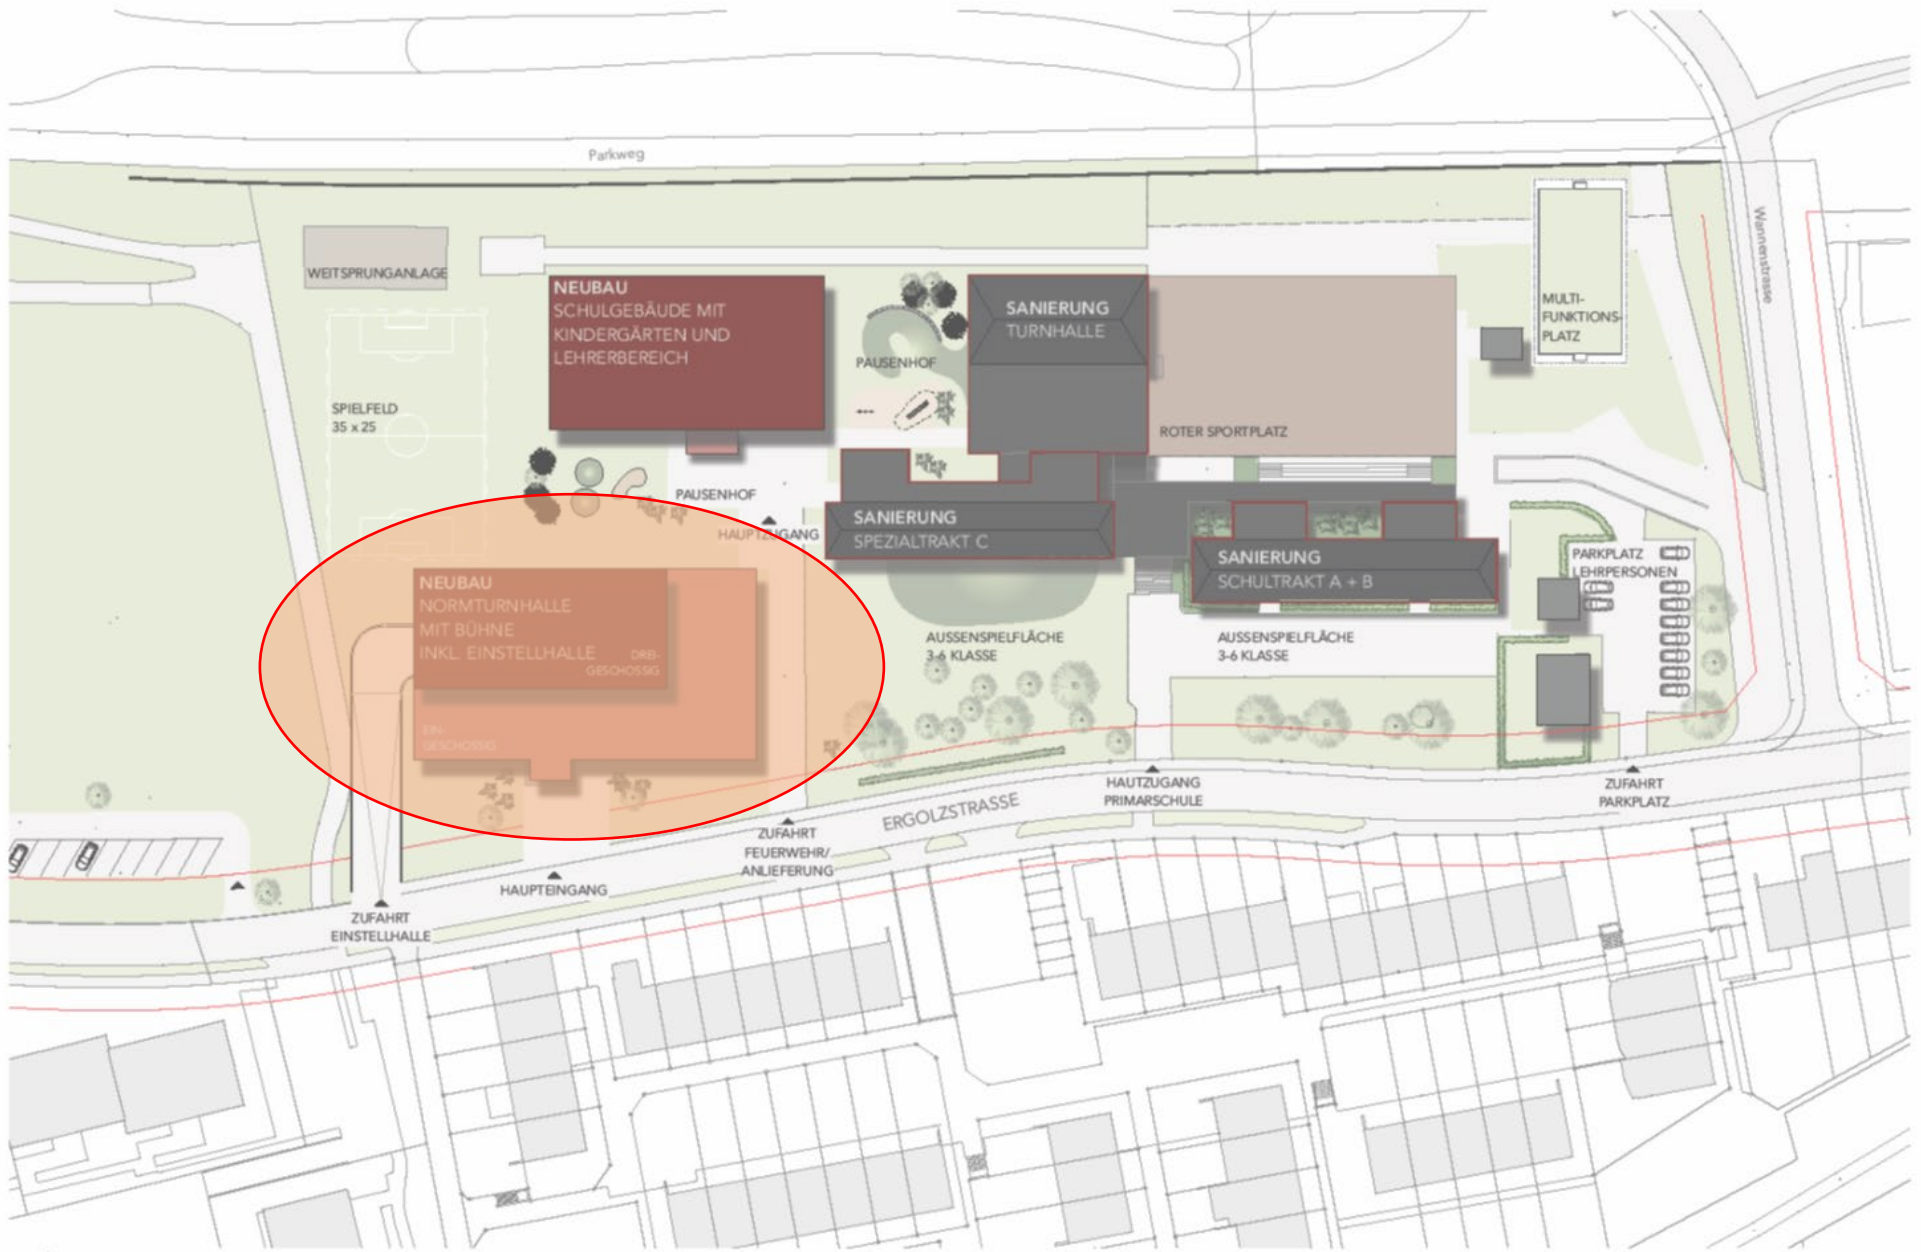 Parkweg
Wannenstrasse
WEITSPRUNGANLAGE
NEUBAU
SCHULGEBÄUDE MIT
KINDERGÄRTEN UND
LEHRERBEREICH
SANIERUNG
TURNHALLE
PAUSENHOF
MULTI-
FUNKTIONS-
PLATZ
SPIELFELD
35 x 25
ROTER SPORTPLATZ
PAUSENHOF
HAUPTZUGANG
SANIERUNG
SPEZIALTRAKT C
SANIERUNG
SCHULTRAKT A + B
PARKPLATZ
LEHRPERSONEN
NEUBAU
NORMTURNHALLE
MIT BÜHNE
INKL. EINSTELLHALLE
DREI-
GESCHOSSIG
EIN-
GESCHOSSIG
AUSSENSPIELFLÄCHE
3-6 KLASSE
AUSSENSPIELFLÄCHE
3-6 KLASSE
HAUTZUGANG
PRIMARSCHULE
ZUFAHRT
PARKPLATZ
ERGOLZSTRASSE
ZUFAHRT
FEUERWEHR/
ANLIEFERUNG
HAUPTEINGANG
ZUFAHRT
EINSTELLHALLE